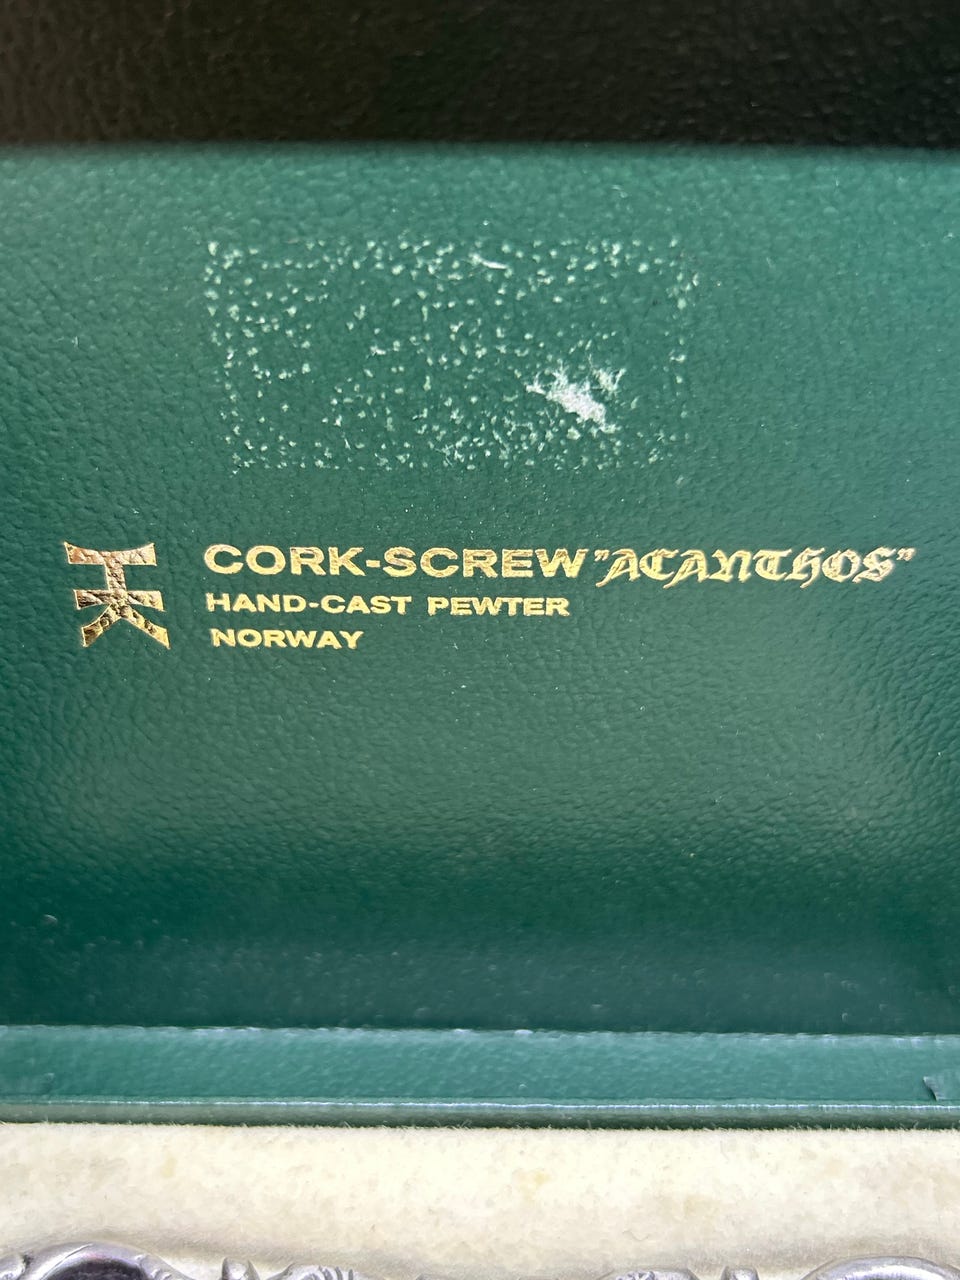 CORK-SCREW "ACANTHOS"
HAND-CAST PEWTER
NORWAY